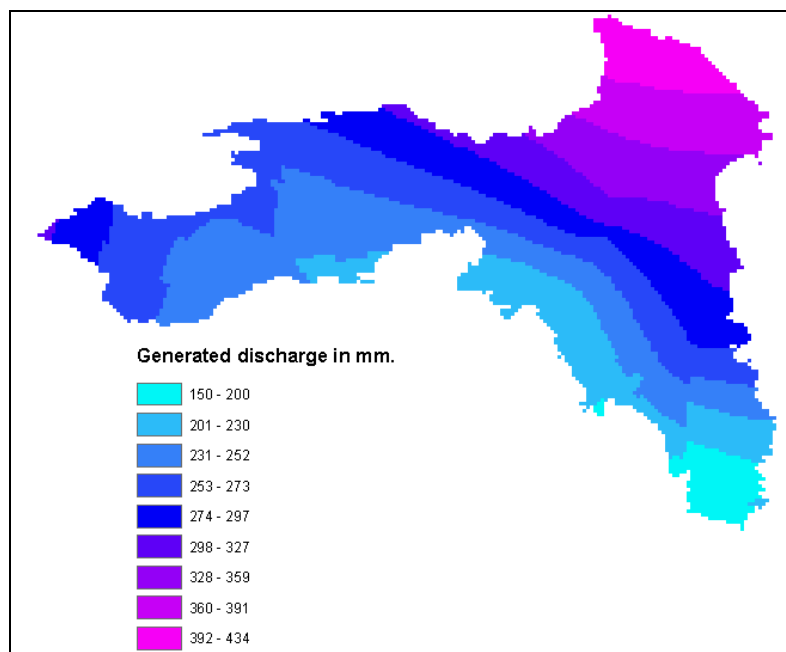 Generated discharge in mm.
150 - 200
201 - 230
231 - 252
253 - 273
274 - 297
298 - 327
328 - 359
360 - 391
392 - 434